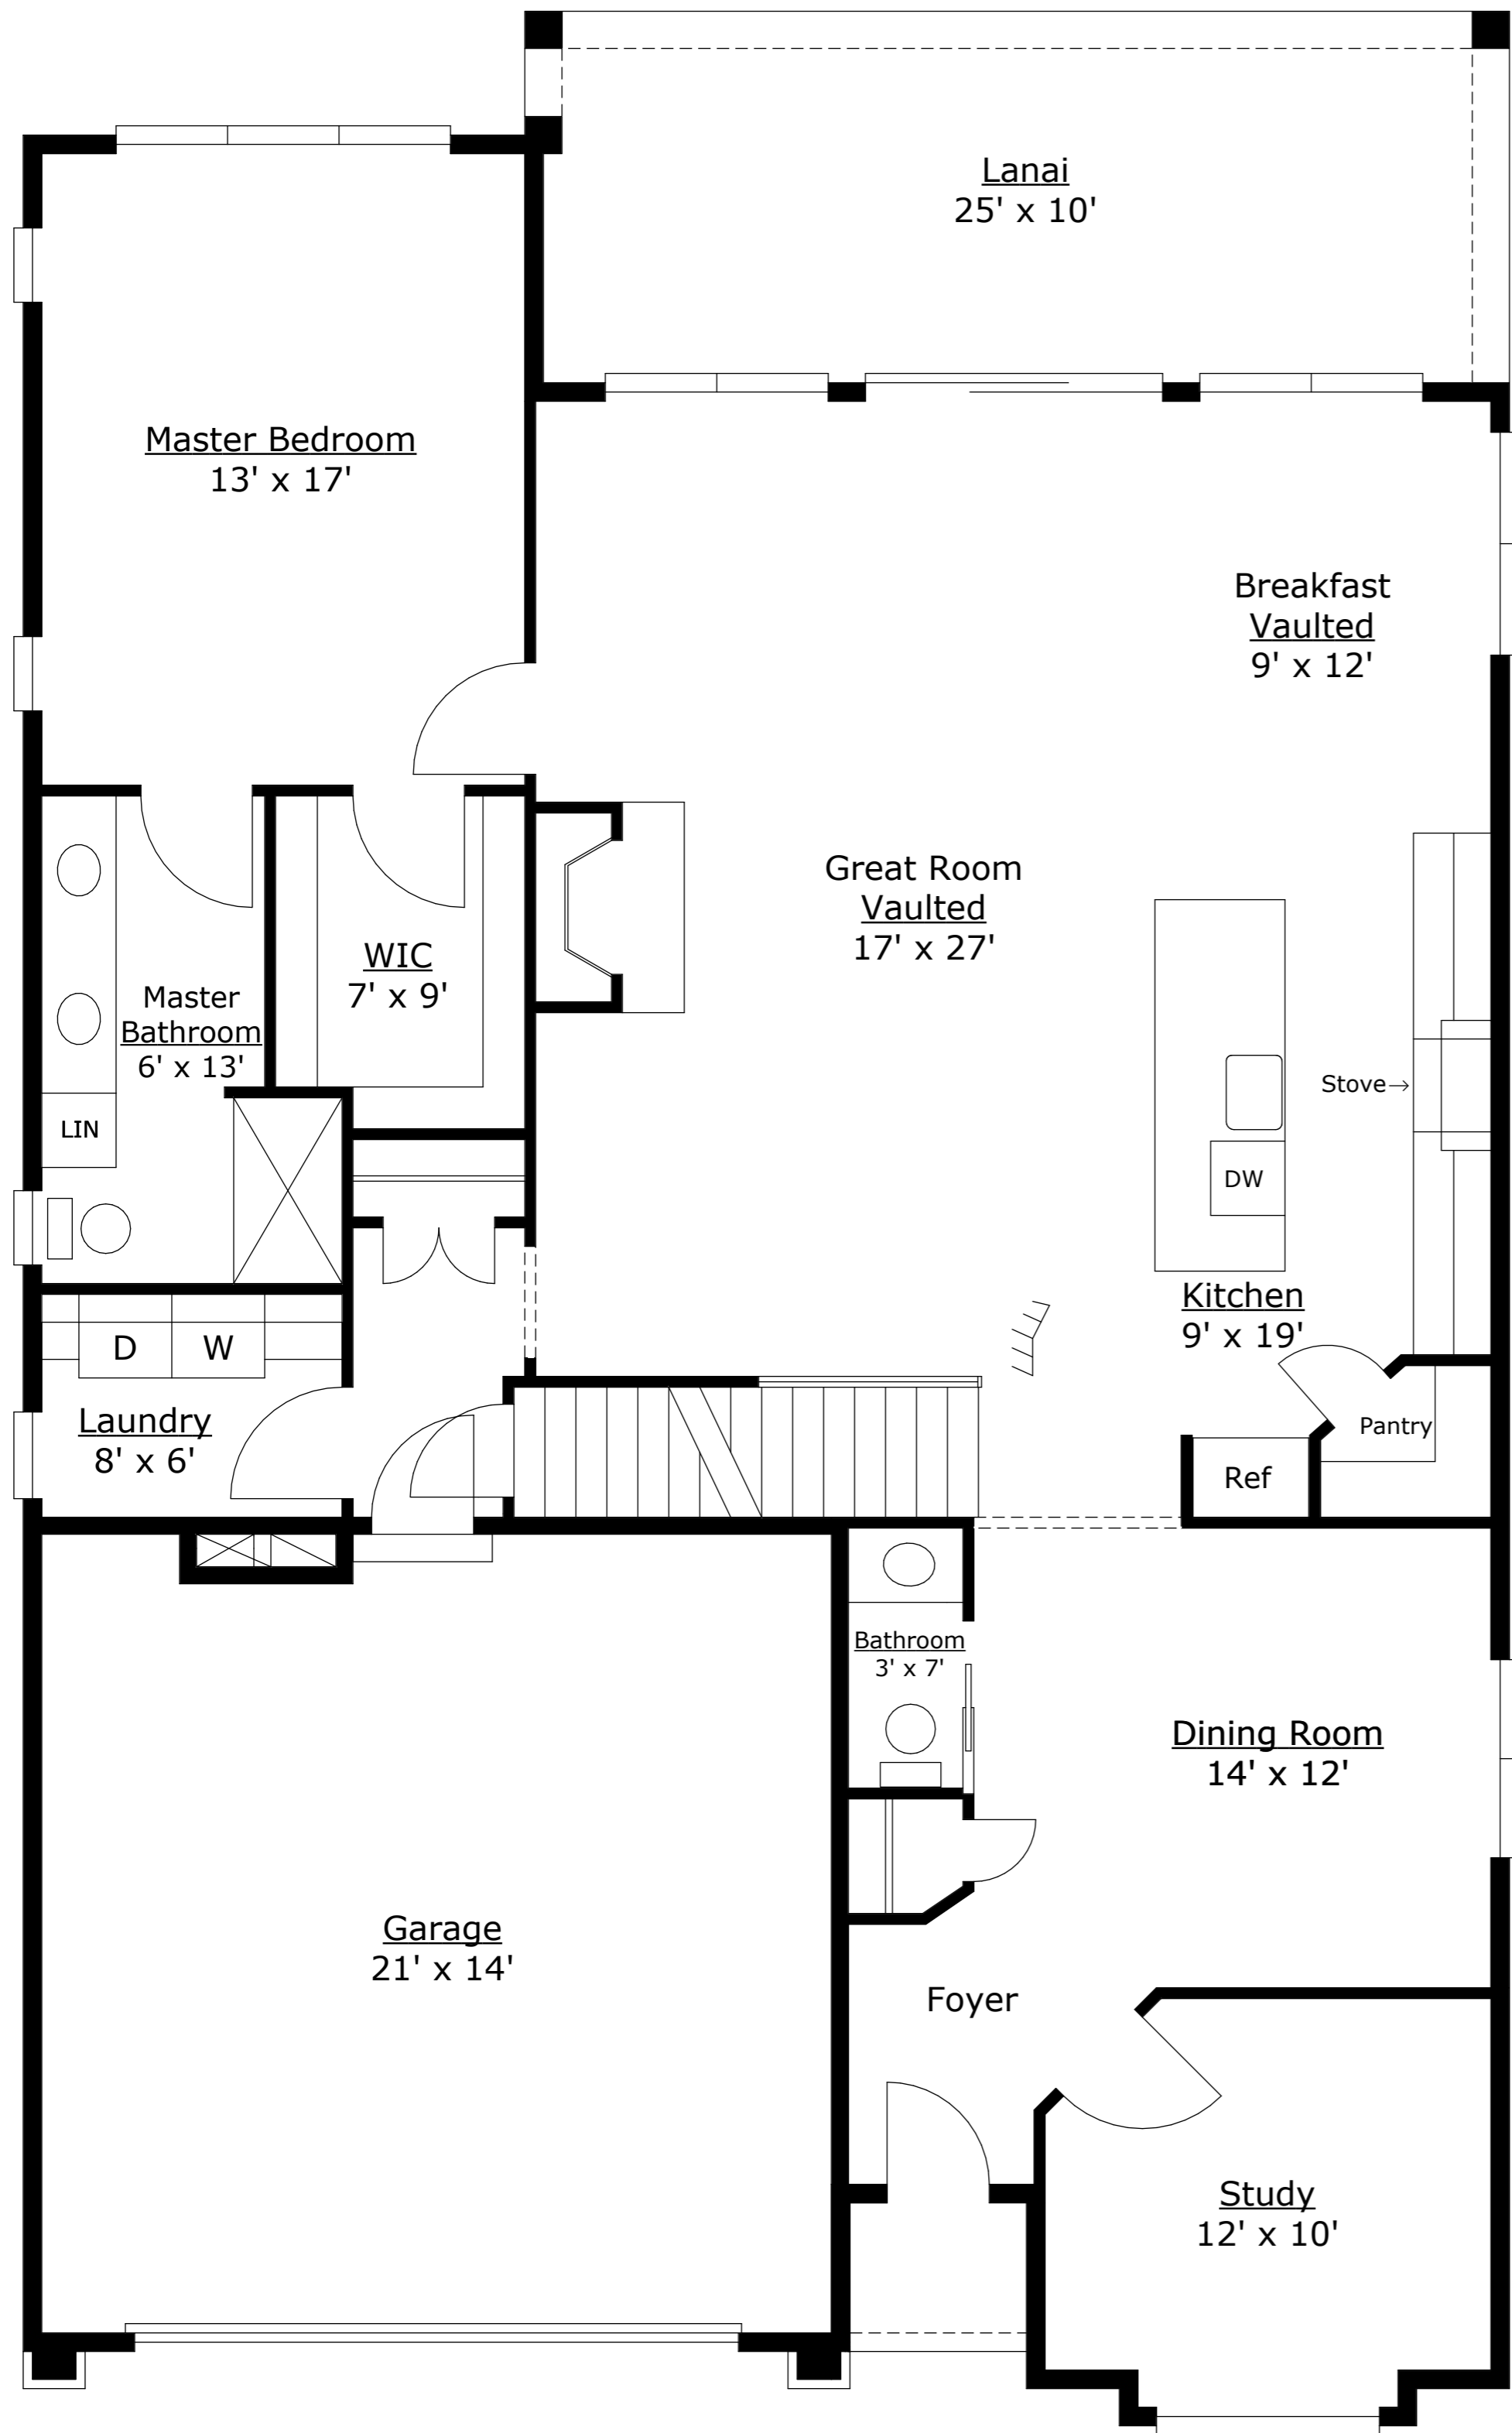 Lanai
25' x 10'
Master Bedroom
13' x 17'
Breakfast
Vaulted
9' x 12'
Great Room
Vaulted
17' x 27'
WIC
7' x 9'
Master
Bathroom
6' x 13'
LIN
Stove
DW
Kitchen
9' x 19'
D
W
Laundry
8' x 6'
Pantry
Ref
Bathroom
3' x 7'
Dining Room
14' x 12'
Garage
21' x 14'
Foyer
Study
12' x 10'